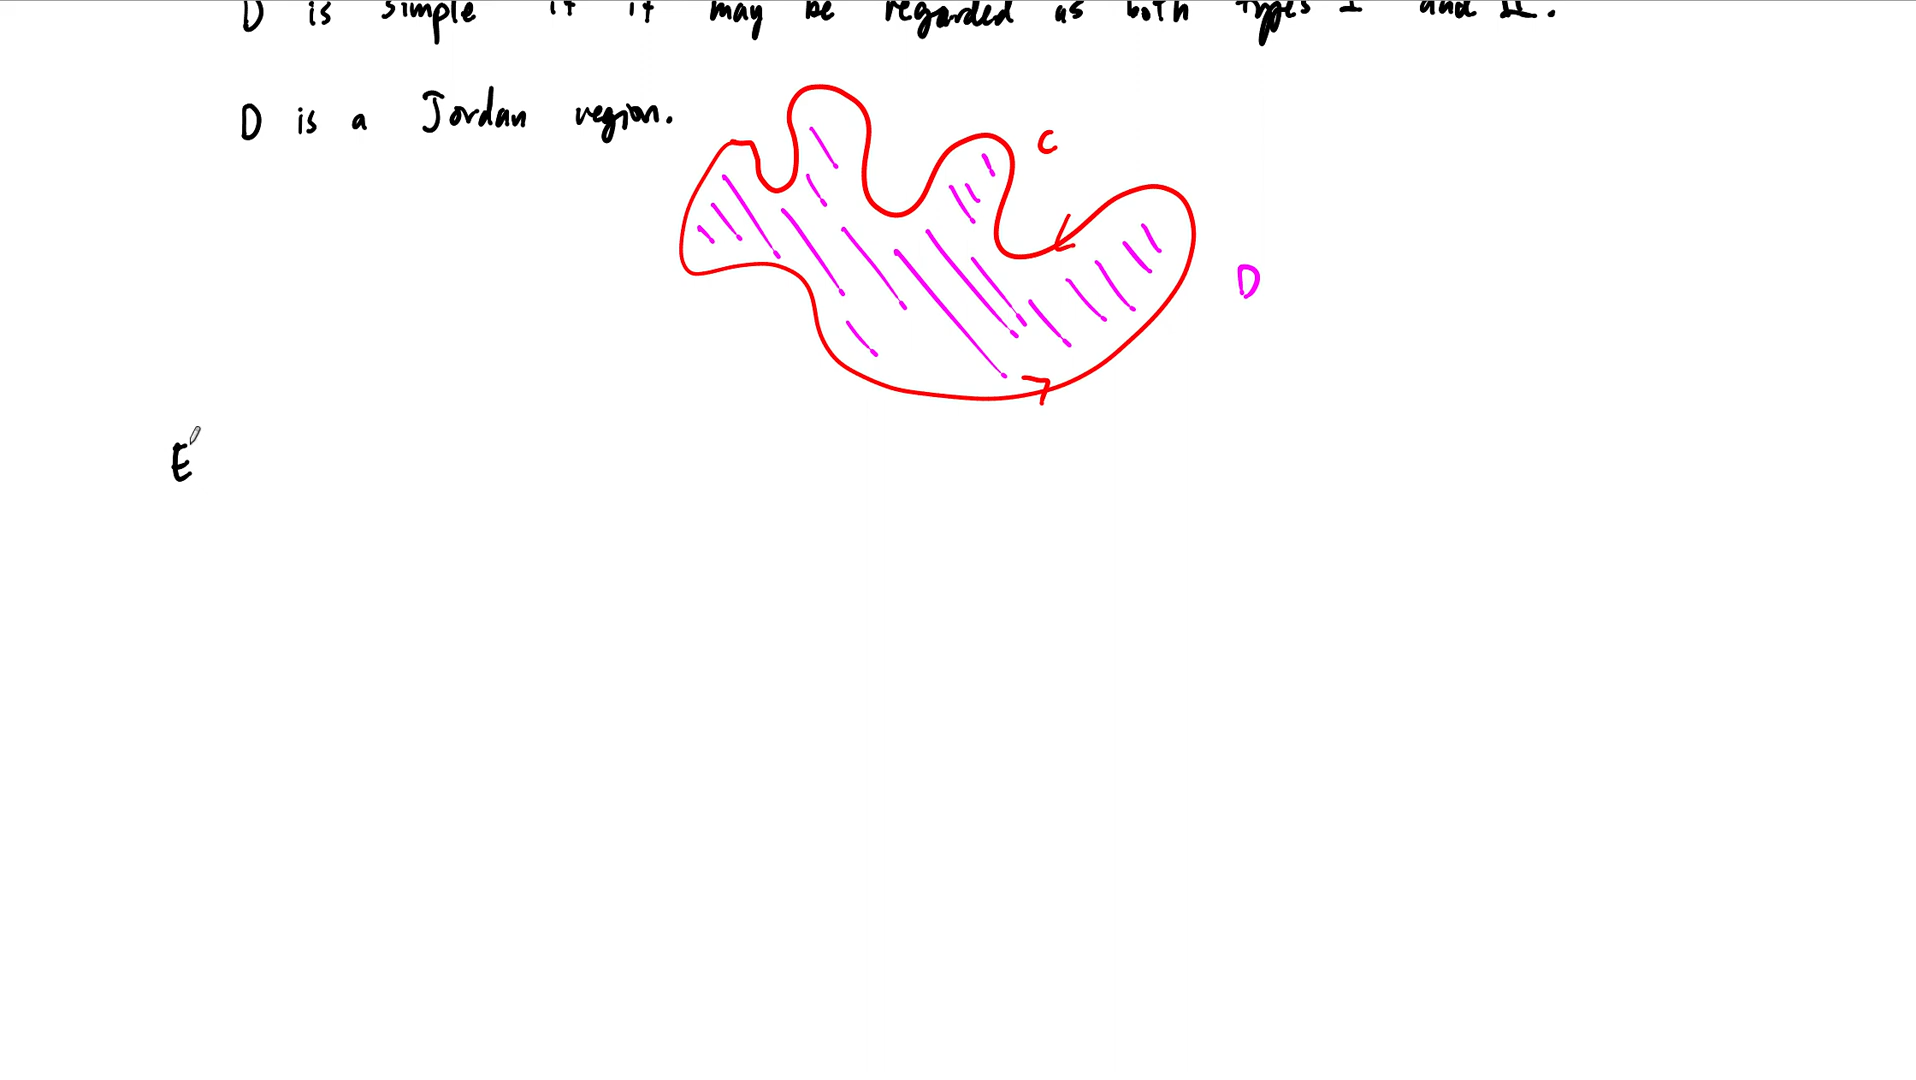 D is simple if it may be regarded as both types I and II.
D is a Jordan region.
C
D
E